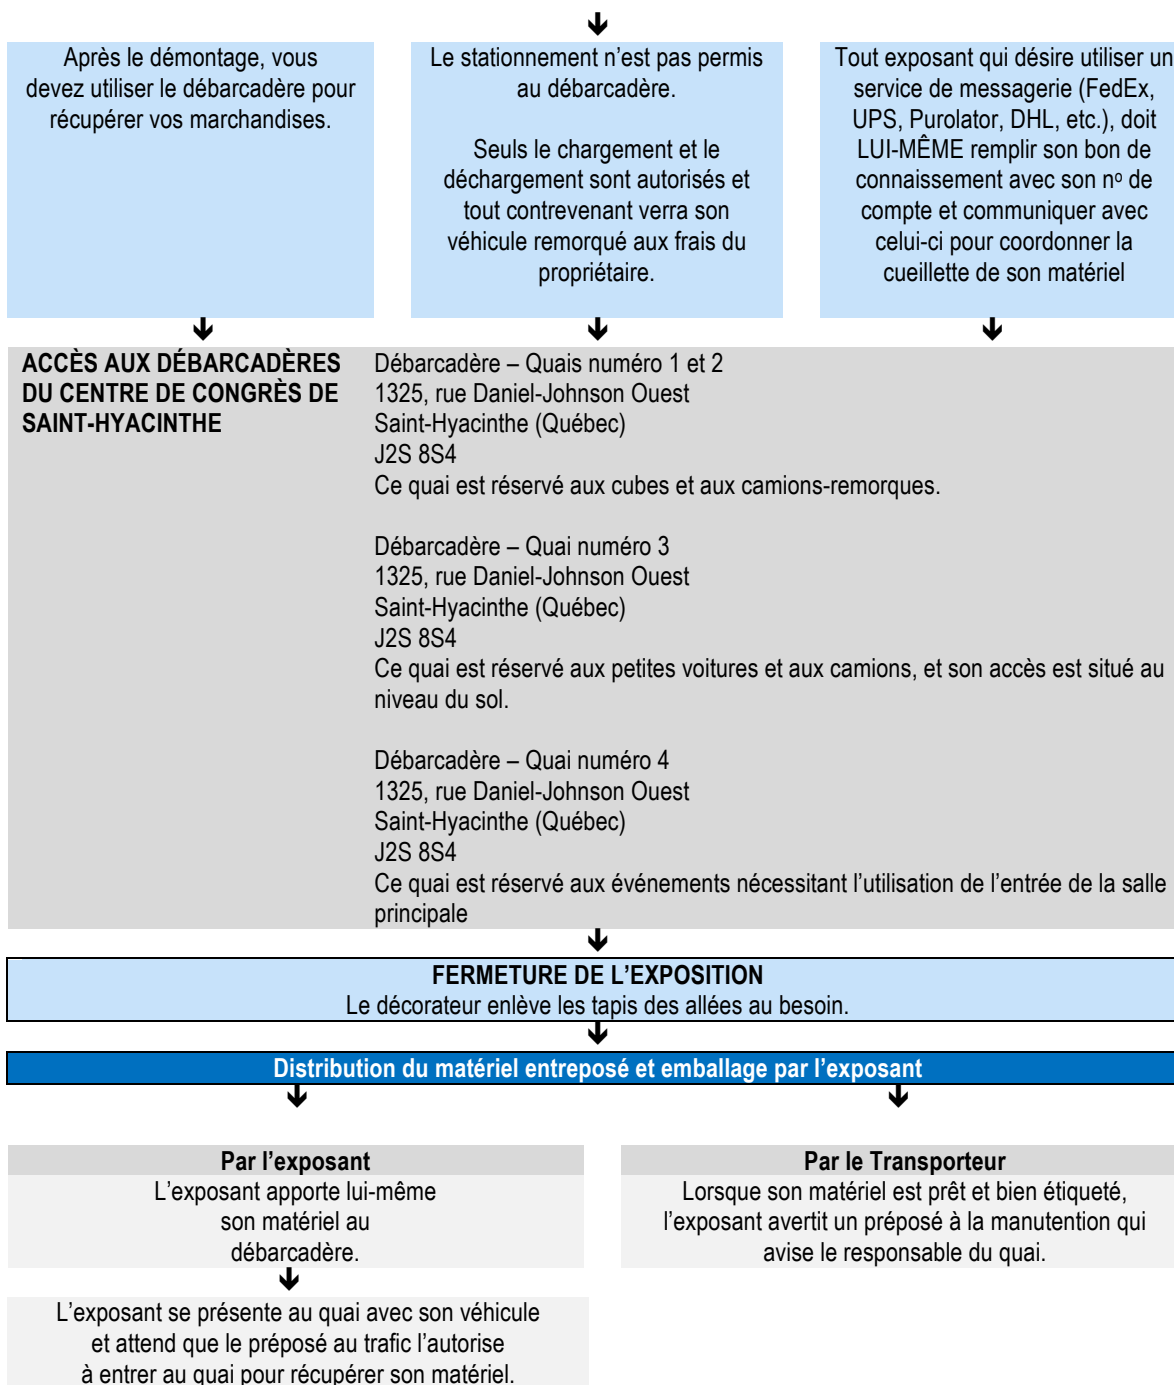 Après le démontage, vous
devez utiliser le débarcadère pour
récupérer vos marchandises.
Le stationnement n’est pas permis
au débarcadère.
Seuls le chargement et le
déchargement sont autorisés et
tout contrevenant verra son
véhicule remorqué aux frais du
propriétaire.
Tout exposant qui désire utiliser un
service de messagerie (FedEx,
UPS, Purolator, DHL, etc.), doit
LUI-MÊME remplir son bon de
connaissement avec son nº de
compte et communiquer avec
celui-ci pour coordonner la
cueillette de son matériel
ACCÈS AUX DÉBARCADÈRES
DU CENTRE DE CONGRÈS DE
SAINT-HYACINTHE
Débarcadère – Quais numéro 1 et 2
1325, rue Daniel-Johnson Ouest
Saint-Hyacinthe (Québec)
J2S 8S4
Ce quai est réservé aux cubes et aux camions-remorques.
Débarcadère – Quai numéro 3
1325, rue Daniel-Johnson Ouest
Saint-Hyacinthe (Québec)
J2S 8S4
Ce quai est réservé aux petites voitures et aux camions, et son accès est situé au
niveau du sol.
Débarcadère – Quai numéro 4
1325, rue Daniel-Johnson Ouest
Saint-Hyacinthe (Québec)
J2S 8S4
Ce quai est réservé aux événements nécessitant l’utilisation de l’entrée de la salle
principale
FERMETURE DE L’EXPOSITION
Le décorateur enlève les tapis des allées au besoin.
Distribution du matériel entreposé et emballage par l’exposant
Par l’exposant
L’exposant apporte lui-même
son matériel au
débarcadère.
L’exposant se présente au quai avec son véhicule
et attend que le préposé au trafic l’autorise
à entrer au quai pour récupérer son matériel.
Par le Transporteur
Lorsque son matériel est prêt et bien étiqueté,
l’exposant avertit un préposé à la manutention qui
avise le responsable du quai.